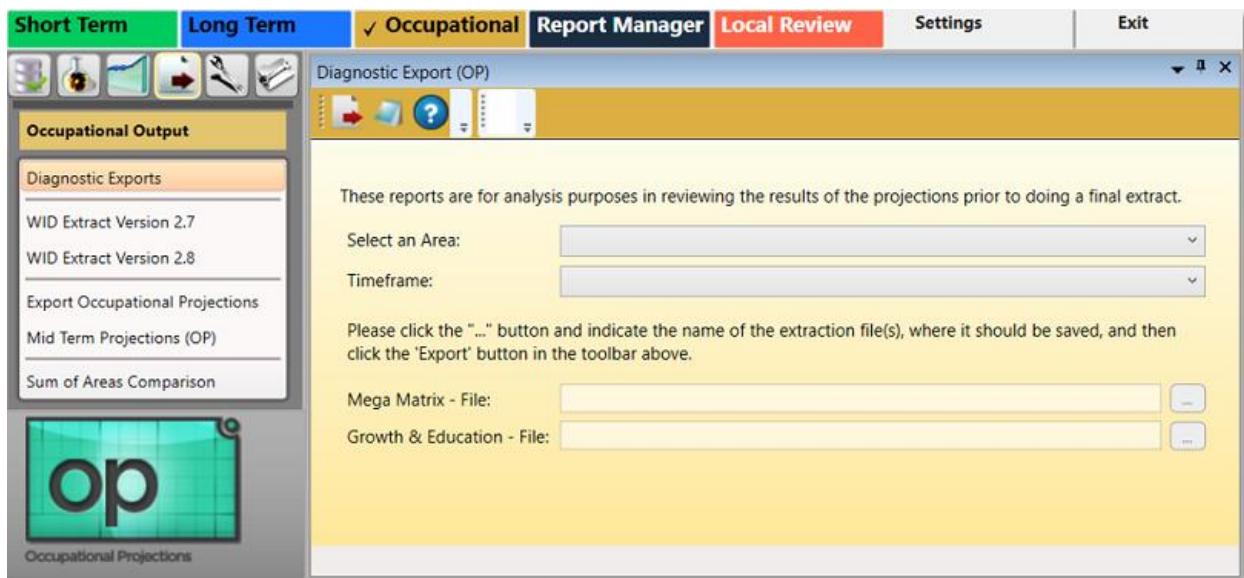 Short Term
Long Term
✓ Occupational
Report Manager
Local Review
Settings
Exit
Occupational Output
Diagnostic Exports
WID Extract Version 2.7
WID Extract Version 2.8
Export Occupational Projections
Mid Term Projections (OP)
Sum of Areas Comparison
op
Occupational Projections
Diagnostic Export (OP)
?
These reports are for analysis purposes in reviewing the results of the projections prior to doing a final extract.
Select an Area:
Timeframe:
Please click the "..." button and indicate the name of the extraction file(s), where it should be saved, and then
click the 'Export' button in the toolbar above.
Mega Matrix - File:
...
Growth & Education - File:
...